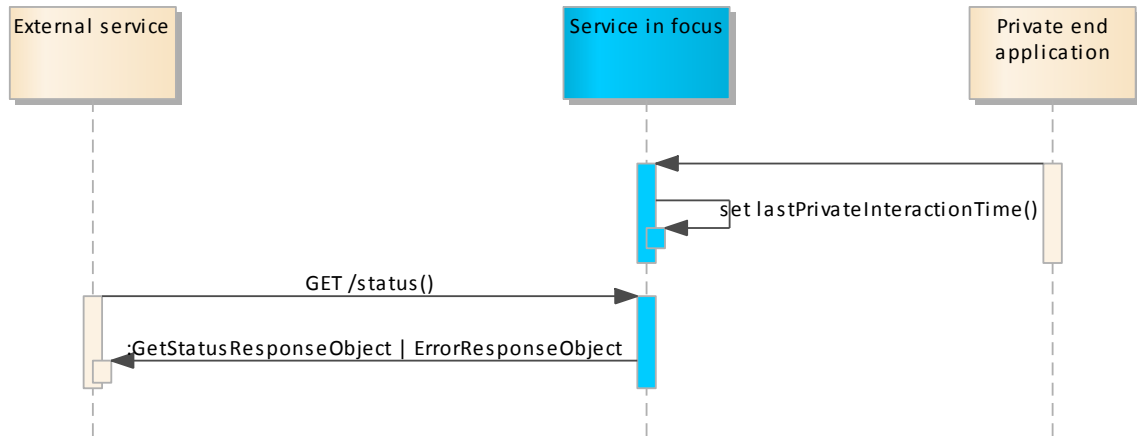 External service
Service in focus
Private end
application
set lastPrivateInteractionTime()
GET /status()
:GetStatusResponseObject | ErrorResponseObject